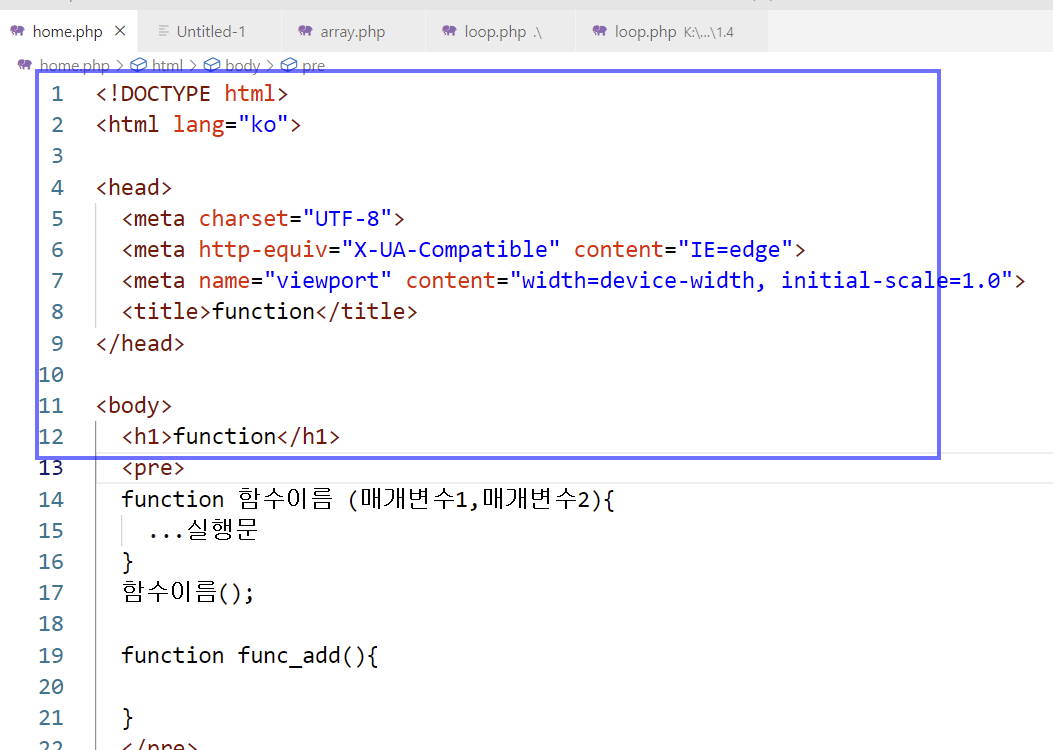 home.php × Untitled-1 array.php loop.php .\ loop.php K:\...\1.4
home.php > html > body > pre
1 <!DOCTYPE html>
2 <html lang="ko">
3
4 <head>
5 <meta charset="UTF-8">
6 <meta http-equiv="X-UA-Compatible" content="IE=edge">
7 <meta name="viewport" content="width=device-width, initial-scale=1.0">
8 <title>function</title>
9 </head>
10
11 <body>
12 <h1>function</h1>
13 <pre>
14 function 함수이름 (매개변수1,매개변수2){
15 ...실행문
16 }
17 함수이름();
18
19 function func_add(){
20
21 }
22 </pre>